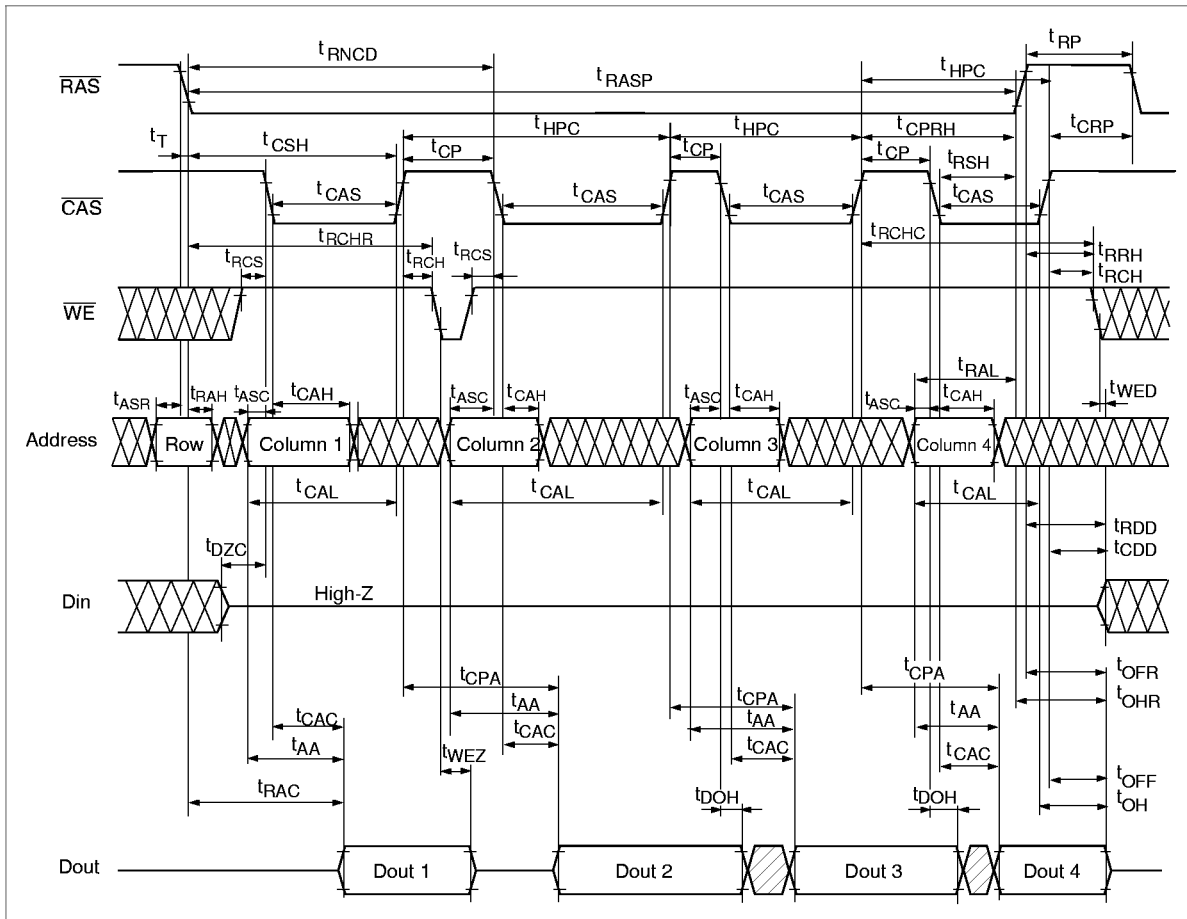 tRNCD
tRP
tHPC
RAS
tRASP
tHPC
tHPC
tCPRH
tT
tCSH
tCP
tCP
tCP
tCRP
tRSH
CAS
tCAS
tCAS
tCAS
tCAS
tRCHR
tRCHC
tRCS
tRCH
tRCS
tRRH
tRCH
WE
tRAL
tWED
tASR
tRAH
tASC
tCAH
tASC
tCAH
tASC
tCAH
tASC
tCAH
Address
Row
Column 1
Column 2
Column 3
Column 4
tCAL
tCAL
tCAL
tCAL
tRDD
tCDD
tDZC
Din
High-Z
tCPA
tCPA
tCPA
tOFR
tOHR
tAA
tAA
tAA
tCAC
tCAC
tCAC
tCAC
tAA
tWEZ
tOFF
tRAC
tDOH
tDOH
tOH
Dout
Dout 1
Dout 2
Dout 3
Dout 4